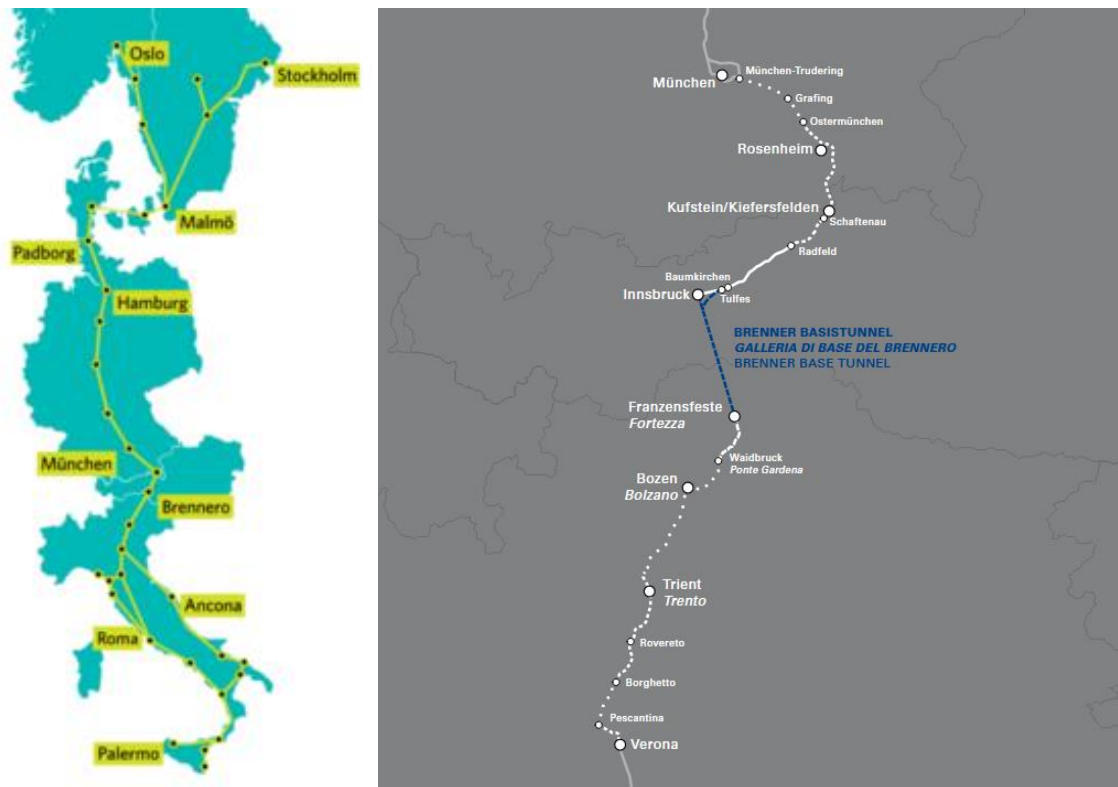 Oslo
Stockholm
Malmö
Padborg
Hamburg
München
Brennero
Ancona
Roma
Palermo
München
München-Trudering
Grafing
Ostermünchen
Rosenheim
Kufstein/Kiefersfelden
Schaftenau
Radfeld
Baumkirchen
Innsbruck
Tulfes
BRENNER BASISTUNNEL
GALLERIA DI BASE DEL BRENNERO
BRENNER BASE TUNNEL
Franzensfeste
Fortezza
Waidbruck
Ponte Gardena
Bozen
Bolzano
Trient
Trento
Rovereto
Borghetto
Pescantina
Verona